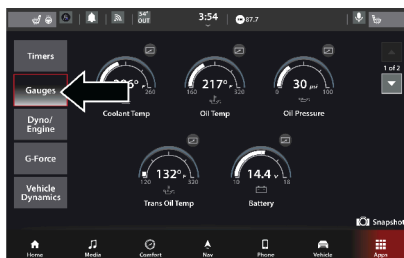 34°
OUT
3:54
87.7
Timers
Gauges
Dyno/
Engine
G-Force
Vehicle
Dynamics
260
Coolant Temp
217°F
160
320
Oil Temp
30 psi
0
100
Oil Pressure
1 of 2
132°F
120
320
Trans Oil Temp
14.4 v
10
18
Battery
Snapshot
Home
Media
Comfort
Nav
Phone
Vehicle
Apps